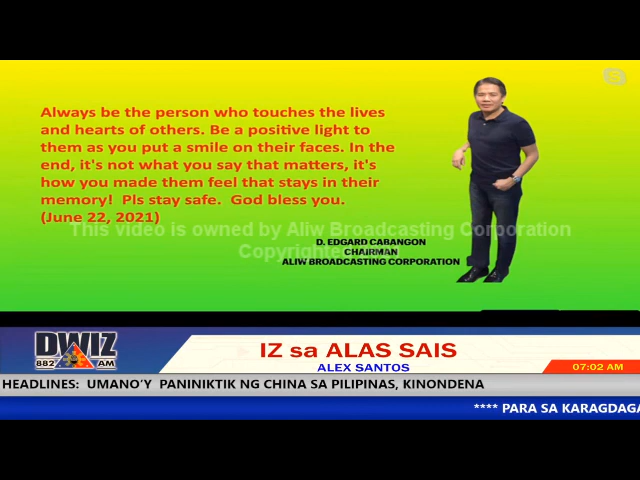 Always be the person who touches the lives
and hearts of others. Be a positive light to
them as you put a smile on their faces. In the
end, it's not what you say that matters, it's
how you made them feel that stays in their
memory!  Pls stay safe.  God bless you.
(June 22, 2021)
This video is owned by Aliw Broadcasting Corporation
D. EDGARD CABANGON
CHAIRMAN
ALIW BROADCASTING CORPORATION
DWIZ
882 AM
IZ sa ALAS SAIS
ALEX SANTOS
07:02 AM
HEADLINES:  UMANO'Y  PANINIKTIK NG CHINA SA PILIPINAS, KINONDENA
**** PARA SA KARAGDAGA